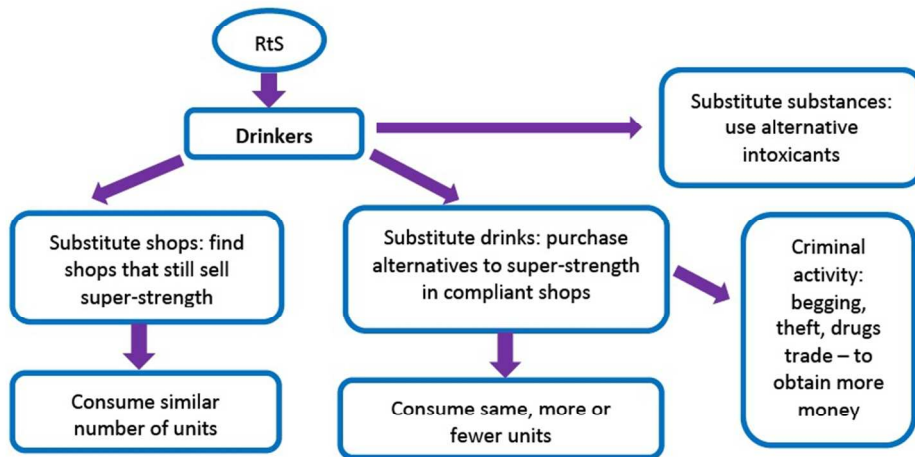 RtS
Drinkers
Substitute substances:
use alternative
intoxicants
Substitute shops: find
shops that still sell
super-strength
Substitute drinks: purchase
alternatives to super-strength
in compliant shops
Criminal
activity:
begging,
theft, drugs
trade – to
obtain more
money
Consume similar
number of units
Consume same, more or
fewer units